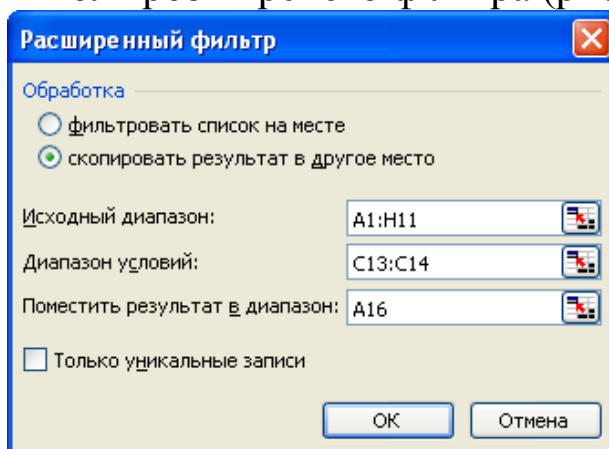 Расширенный фильтр
Обработка
фильтровать список на месте
скопировать результат в другое место
Исходный диапазон: A1:H11
Диапазон условий: C13:C14
Поместить результат в диапазон: A16
Только уникальные записи
ОК Отмена